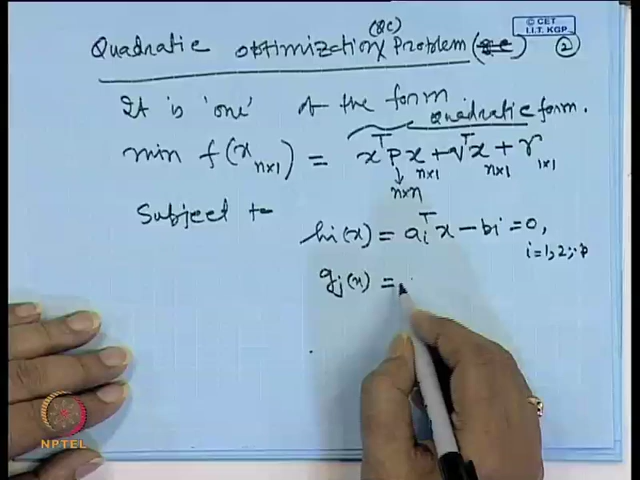 © CET
I.I.T. KGP
(QC)
Quadratic optimization Problem ②
It is 'one' of the form
quadratic form.
min f(x n×1) = xᵀPx + qᵀx + r
n×1 n×1 1×1
↓
n×n
Subject to
hi(x) = aiᵀx − bi = 0,
i=1,2,..p
gj(x) =
NPTEL